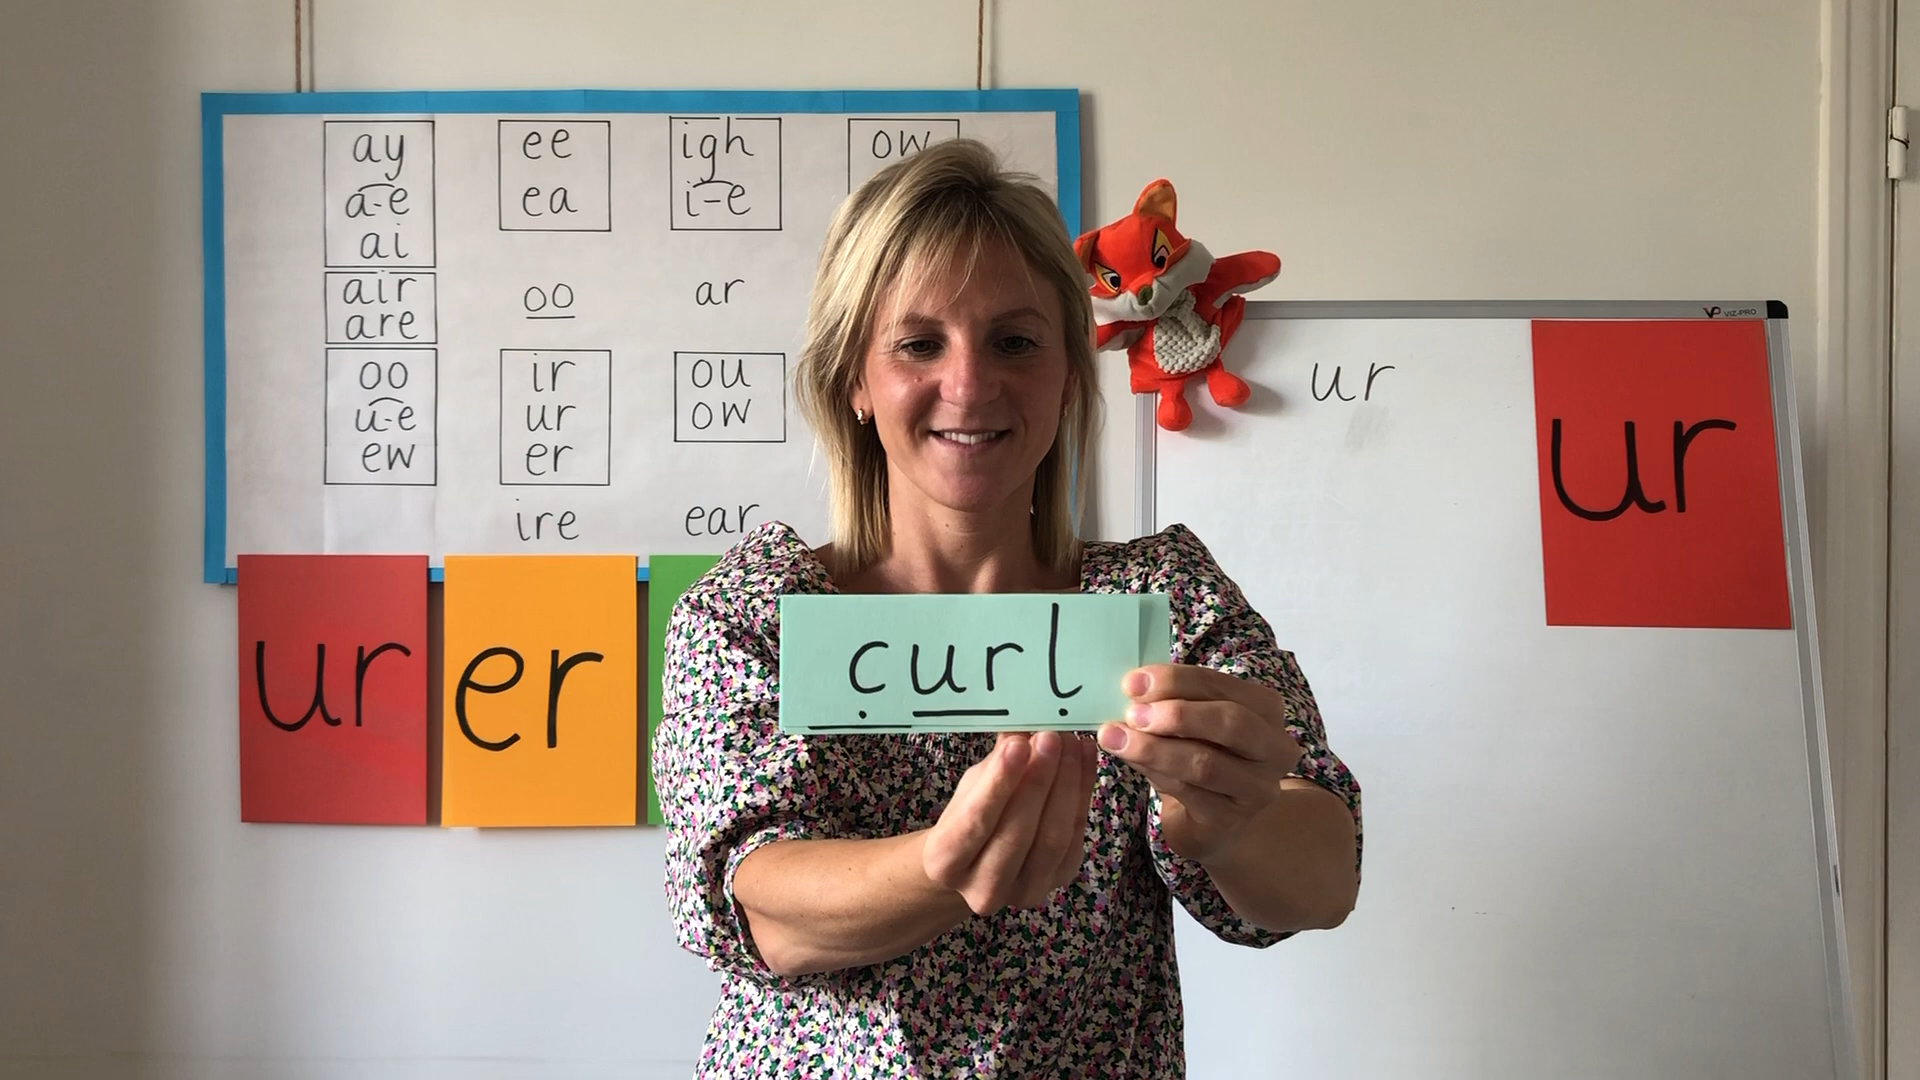 ay
a-e
ai
air
are
oo
u-e
ew
ee
ea
oo
ir
ur
er
ire
igh
i-e
ar
ou
ow
ear
ow
ur
er
curl
VIZ-PRO
ur
ur